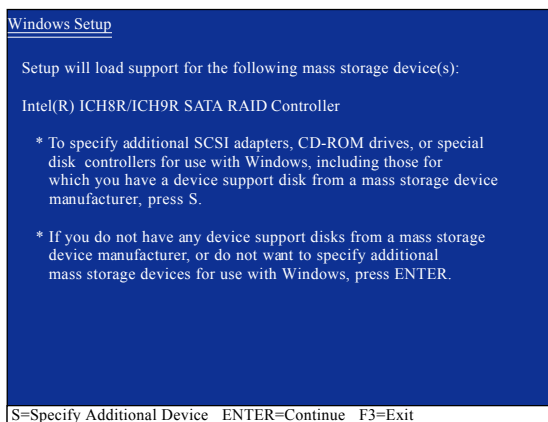 Windows Setup
Setup will load support for the following mass storage device(s):
Intel(R) ICH8R/ICH9R SATA RAID Controller
* To specify additional SCSI adapters, CD-ROM drives, or special
disk controllers for use with Windows, including those for
which you have a device support disk from a mass storage device
manufacturer, press S.
* If you do not have any device support disks from a mass storage
device manufacturer, or do not want to specify additional
mass storage devices for use with Windows, press ENTER.
S=Specify Additional Device ENTER=Continue F3=Exit